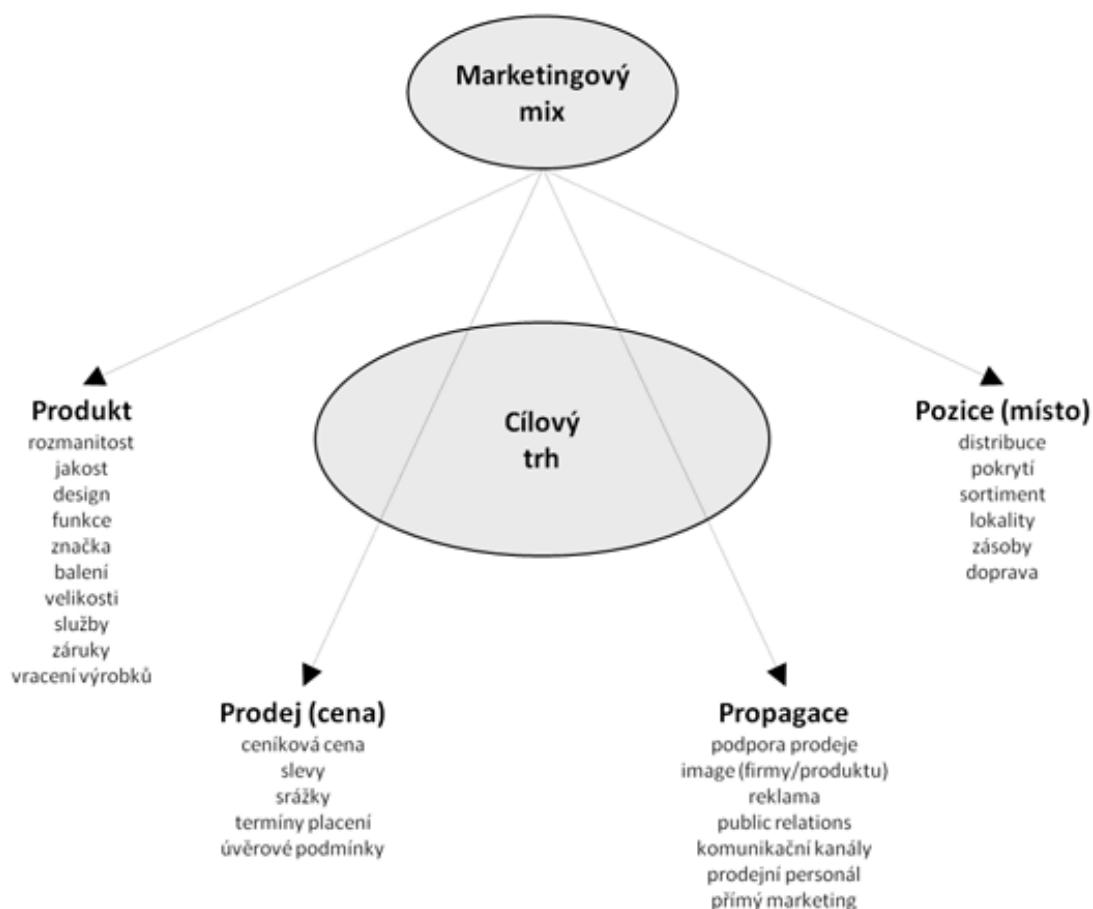 Marketingový
mix
Cílový
trh
Produkt
rozmanitost
jakost
design
funkce
značka
balení
velikosti
služby
záruky
vracení výrobků
Pozice (místo)
distribuce
pokrytí
sortiment
lokality
zásoby
doprava
Prodej (cena)
ceníková cena
slevy
srážky
termíny placení
úvěrové podmínky
Propagace
podpora prodeje
image (firmy/produktu)
reklama
public relations
komunikační kanály
prodejní personál
přímý marketing